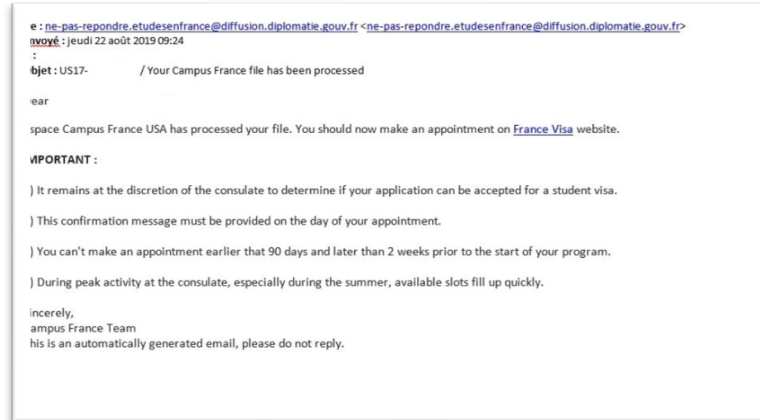 e : ne-pas-repondre.etudesenfrance@diffusion.diplomatie.gouv.fr <ne-pas-repondre.etudesenfrance@diffusion.diplomatie.gouv.fr>
nvoyé : jeudi 22 août 2019 09:24
:
bjet : US17- / Your Campus France file has been processed
ear
space Campus France USA has processed your file. You should now make an appointment on France Visa website.
MPORTANT :
) It remains at the discretion of the consulate to determine if your application can be accepted for a student visa.
) This confirmation message must be provided on the day of your appointment.
) You can't make an appointment earlier that 90 days and later than 2 weeks prior to the start of your program.
) During peak activity at the consulate, especially during the summer, available slots fill up quickly.
incerely,
ampus France Team
his is an automatically generated email, please do not reply.